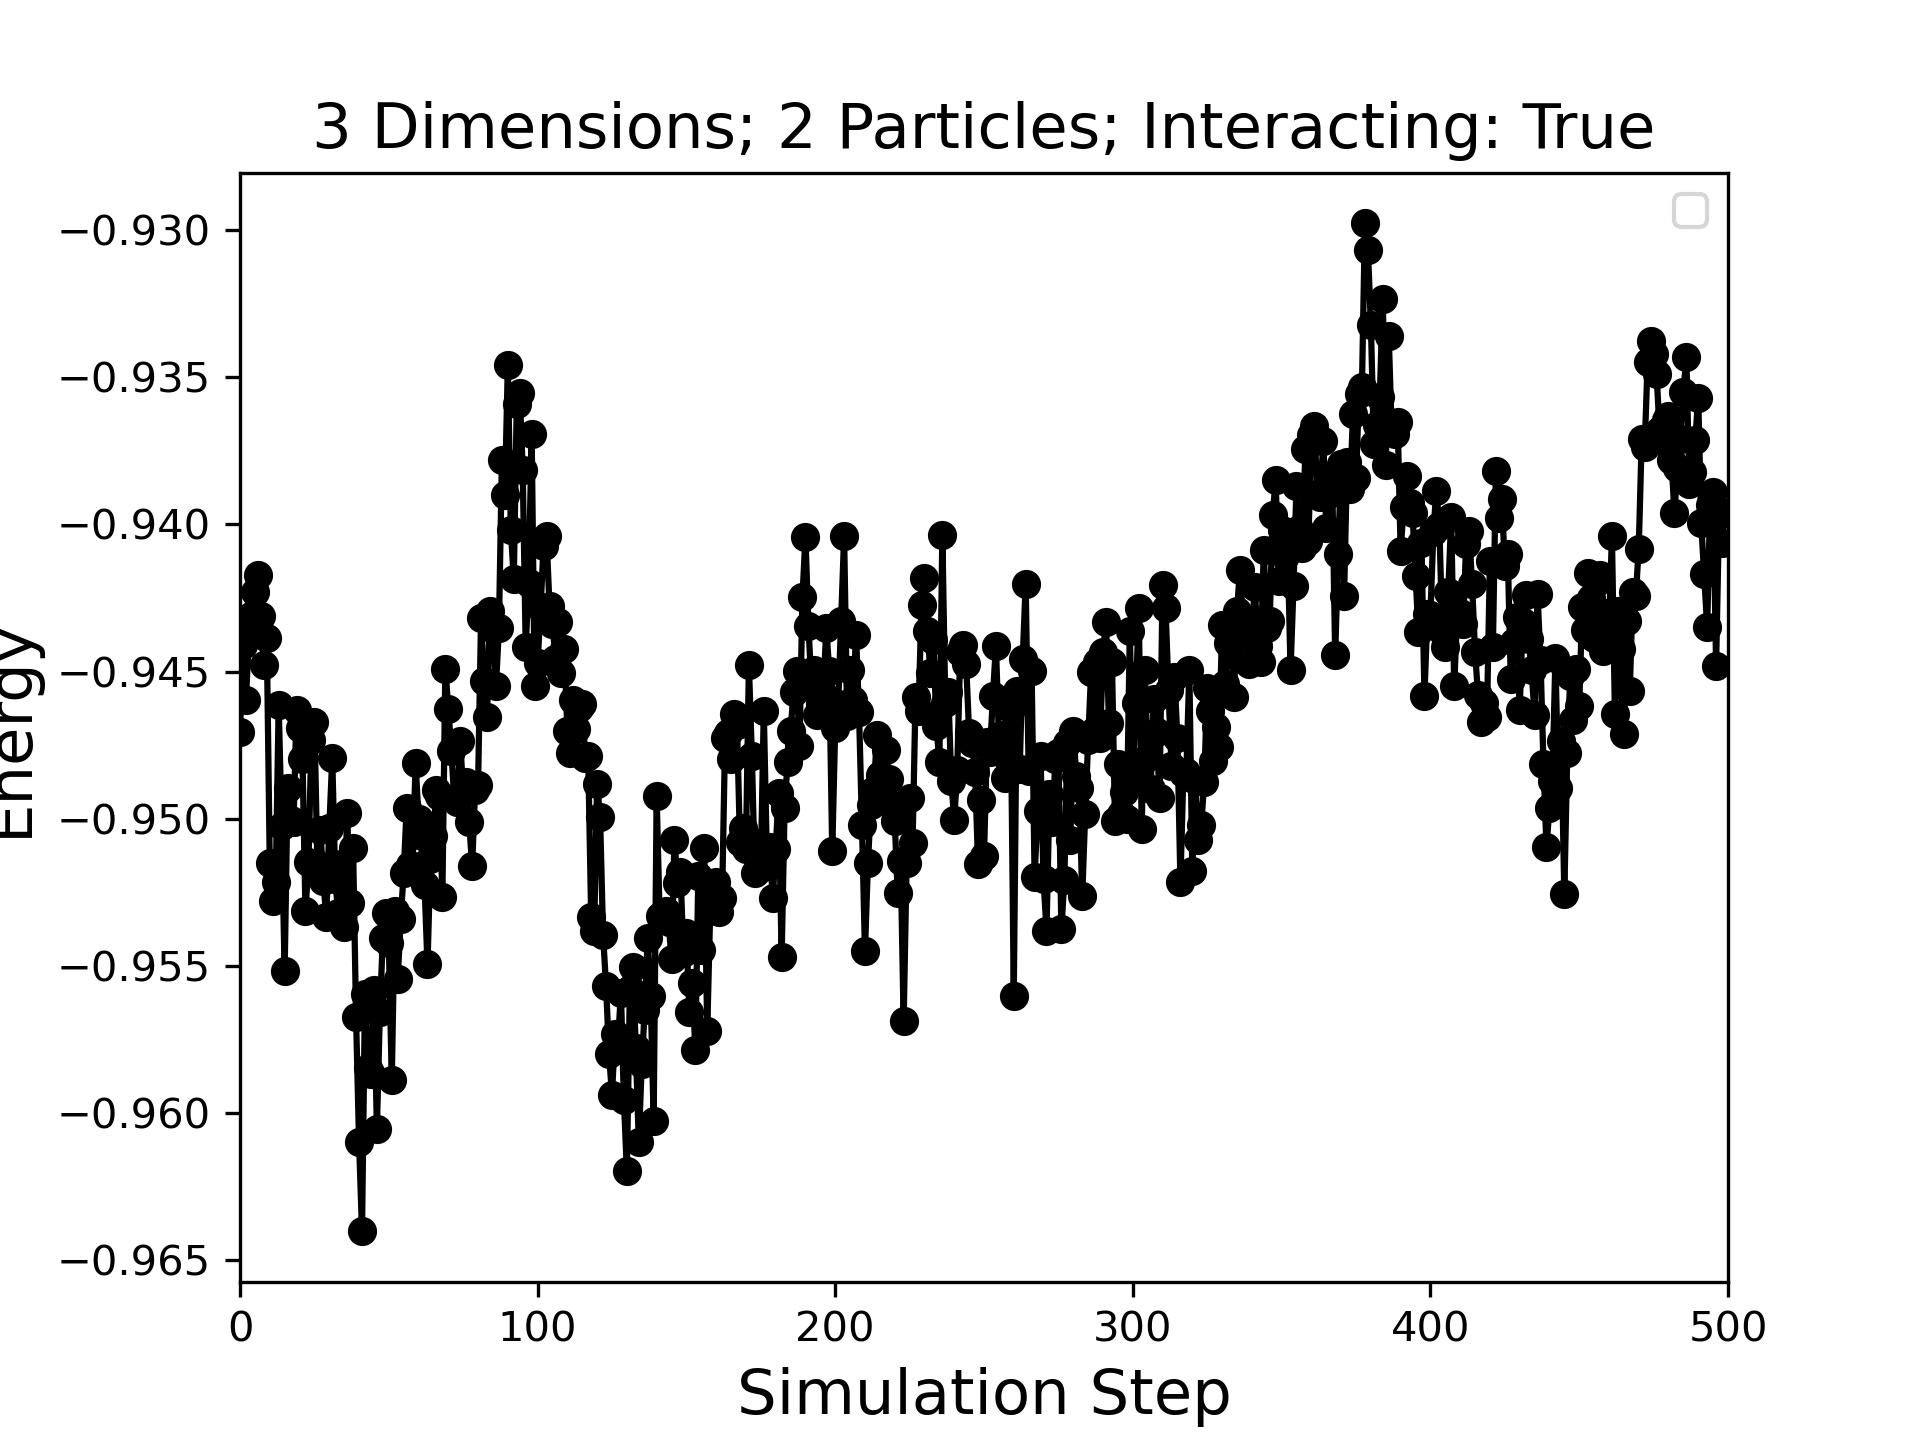 3 Dimensions; 2 Particles; Interacting: True
−0.930
−0.935
−0.940
−0.945
−0.950
−0.955
−0.960
−0.965
Energy
0 100 200 300 400 500
Simulation Step